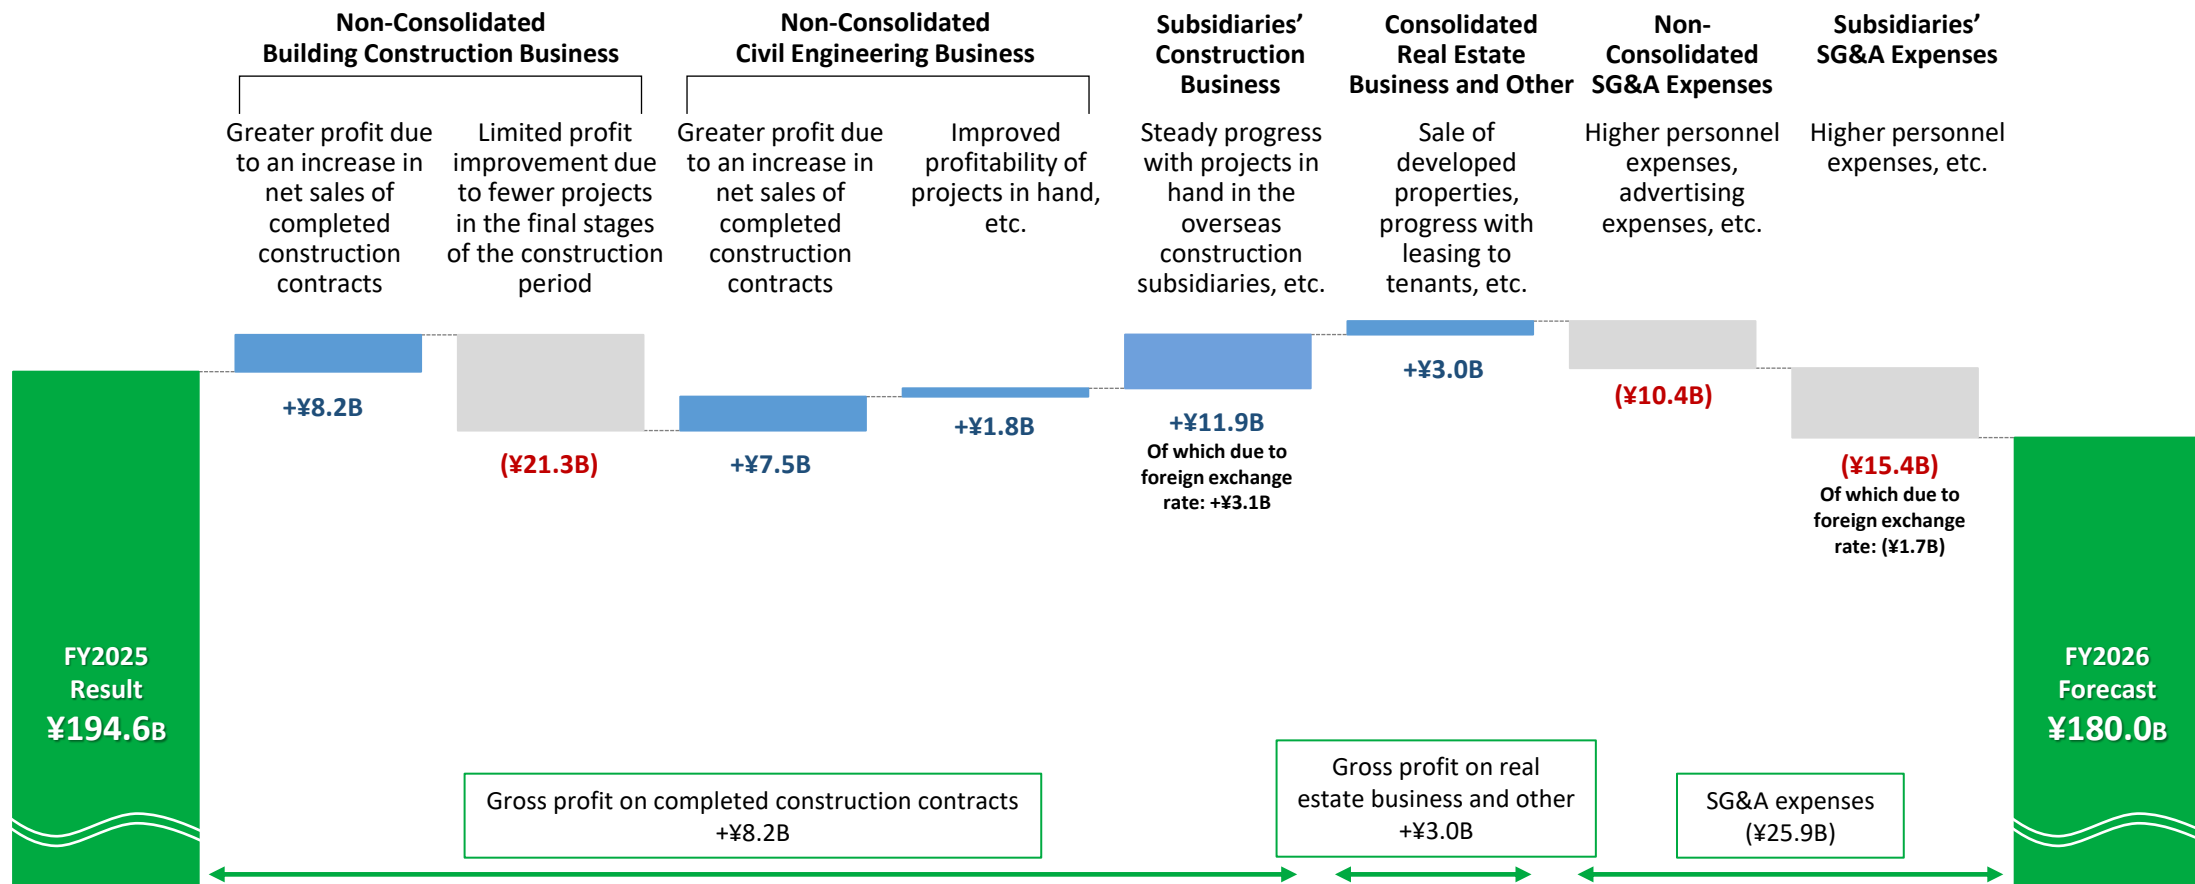 Non-Consolidated
Building Construction Business
Non-Consolidated
Civil Engineering Business
Subsidiaries’
Construction
Business
Consolidated
Real Estate
Business and Other
Non-
Consolidated
SG&A Expenses
Subsidiaries’
SG&A Expenses
Greater profit due
to an increase in
net sales of
completed
construction
contracts
Limited profit
improvement due
to fewer projects
in the final stages
of the construction
period
Greater profit due
to an increase in
net sales of
completed
construction
contracts
Improved
profitability of
projects in hand,
etc.
Steady progress
with projects in
hand in the
overseas
construction
subsidiaries, etc.
Sale of
developed
properties,
progress with
leasing to
tenants, etc.
Higher personnel
expenses,
advertising
expenses, etc.
Higher personnel
expenses, etc.
+¥8.2B
(¥21.3B)
+¥7.5B
+¥1.8B
+¥11.9B
Of which due to
foreign exchange
rate: +¥3.1B
+¥3.0B
(¥10.4B)
(¥15.4B)
Of which due to
foreign exchange
rate: (¥1.7B)
FY2025
Result
¥194.6B
FY2026
Forecast
¥180.0B
Gross profit on completed construction contracts
+¥8.2B
Gross profit on real
estate business and other
+¥3.0B
SG&A expenses
(¥25.9B)